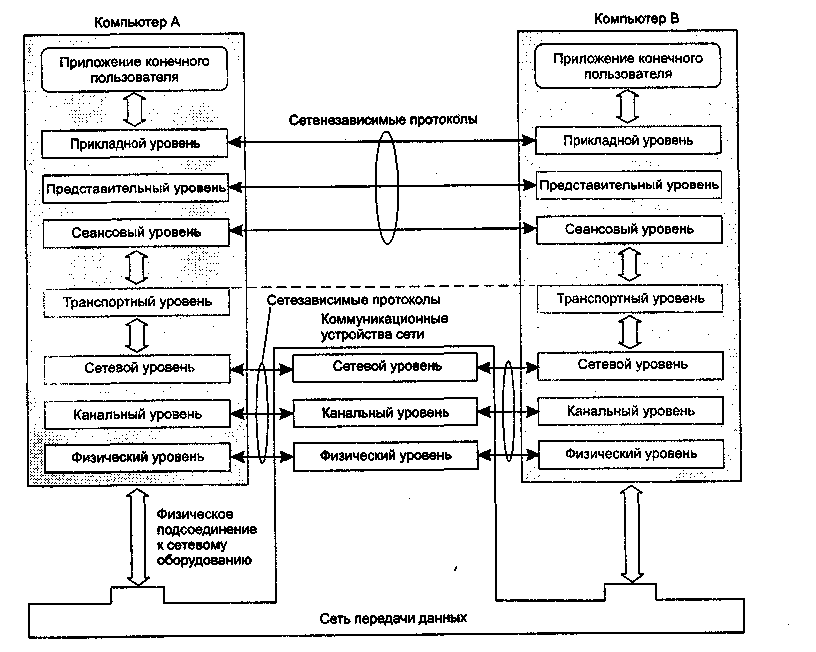 Компьютер А
Компьютер В
Приложение конечного
пользователя
Приложение конечного
пользователя
Сетенезависимые протоколы
Прикладной уровень
Прикладной уровень
Представительный уровень
Представительный уровень
Сеансовый уровень
Сеансовый уровень
Транспортный уровень
Транспортный уровень
Сетезависимые протоколы
Коммуникационные
устройства сети
Сетевой уровень
Сетевой уровень
Сетевой уровень
Канальный уровень
Канальный уровень
Канальный уровень
Физический уровень
Физический уровень
Физический уровень
Физическое
подсоединение
к сетевому
оборудованию
Сеть передачи данных